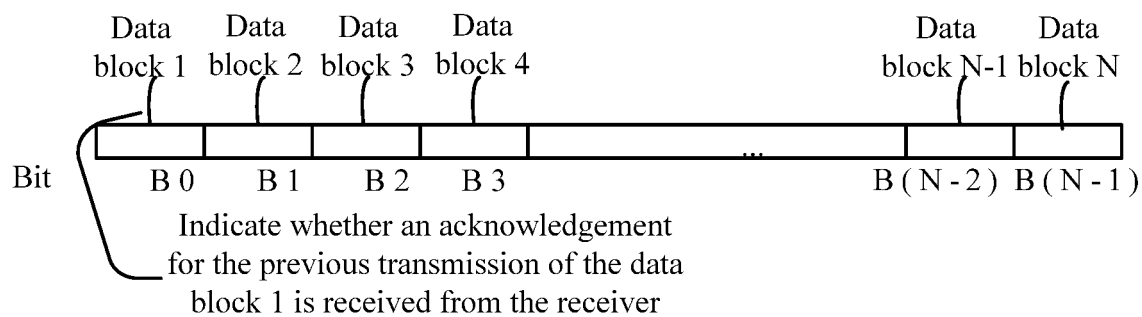 Data Data Data Data Data Data
block 1 block 2 block 3 block 4 block N-1 block N
...
Bit B 0 B 1 B 2 B 3 B ( N - 2 ) B ( N - 1 )
Indicate whether an acknowledgement
for the previous transmission of the data
block 1 is received from the receiver